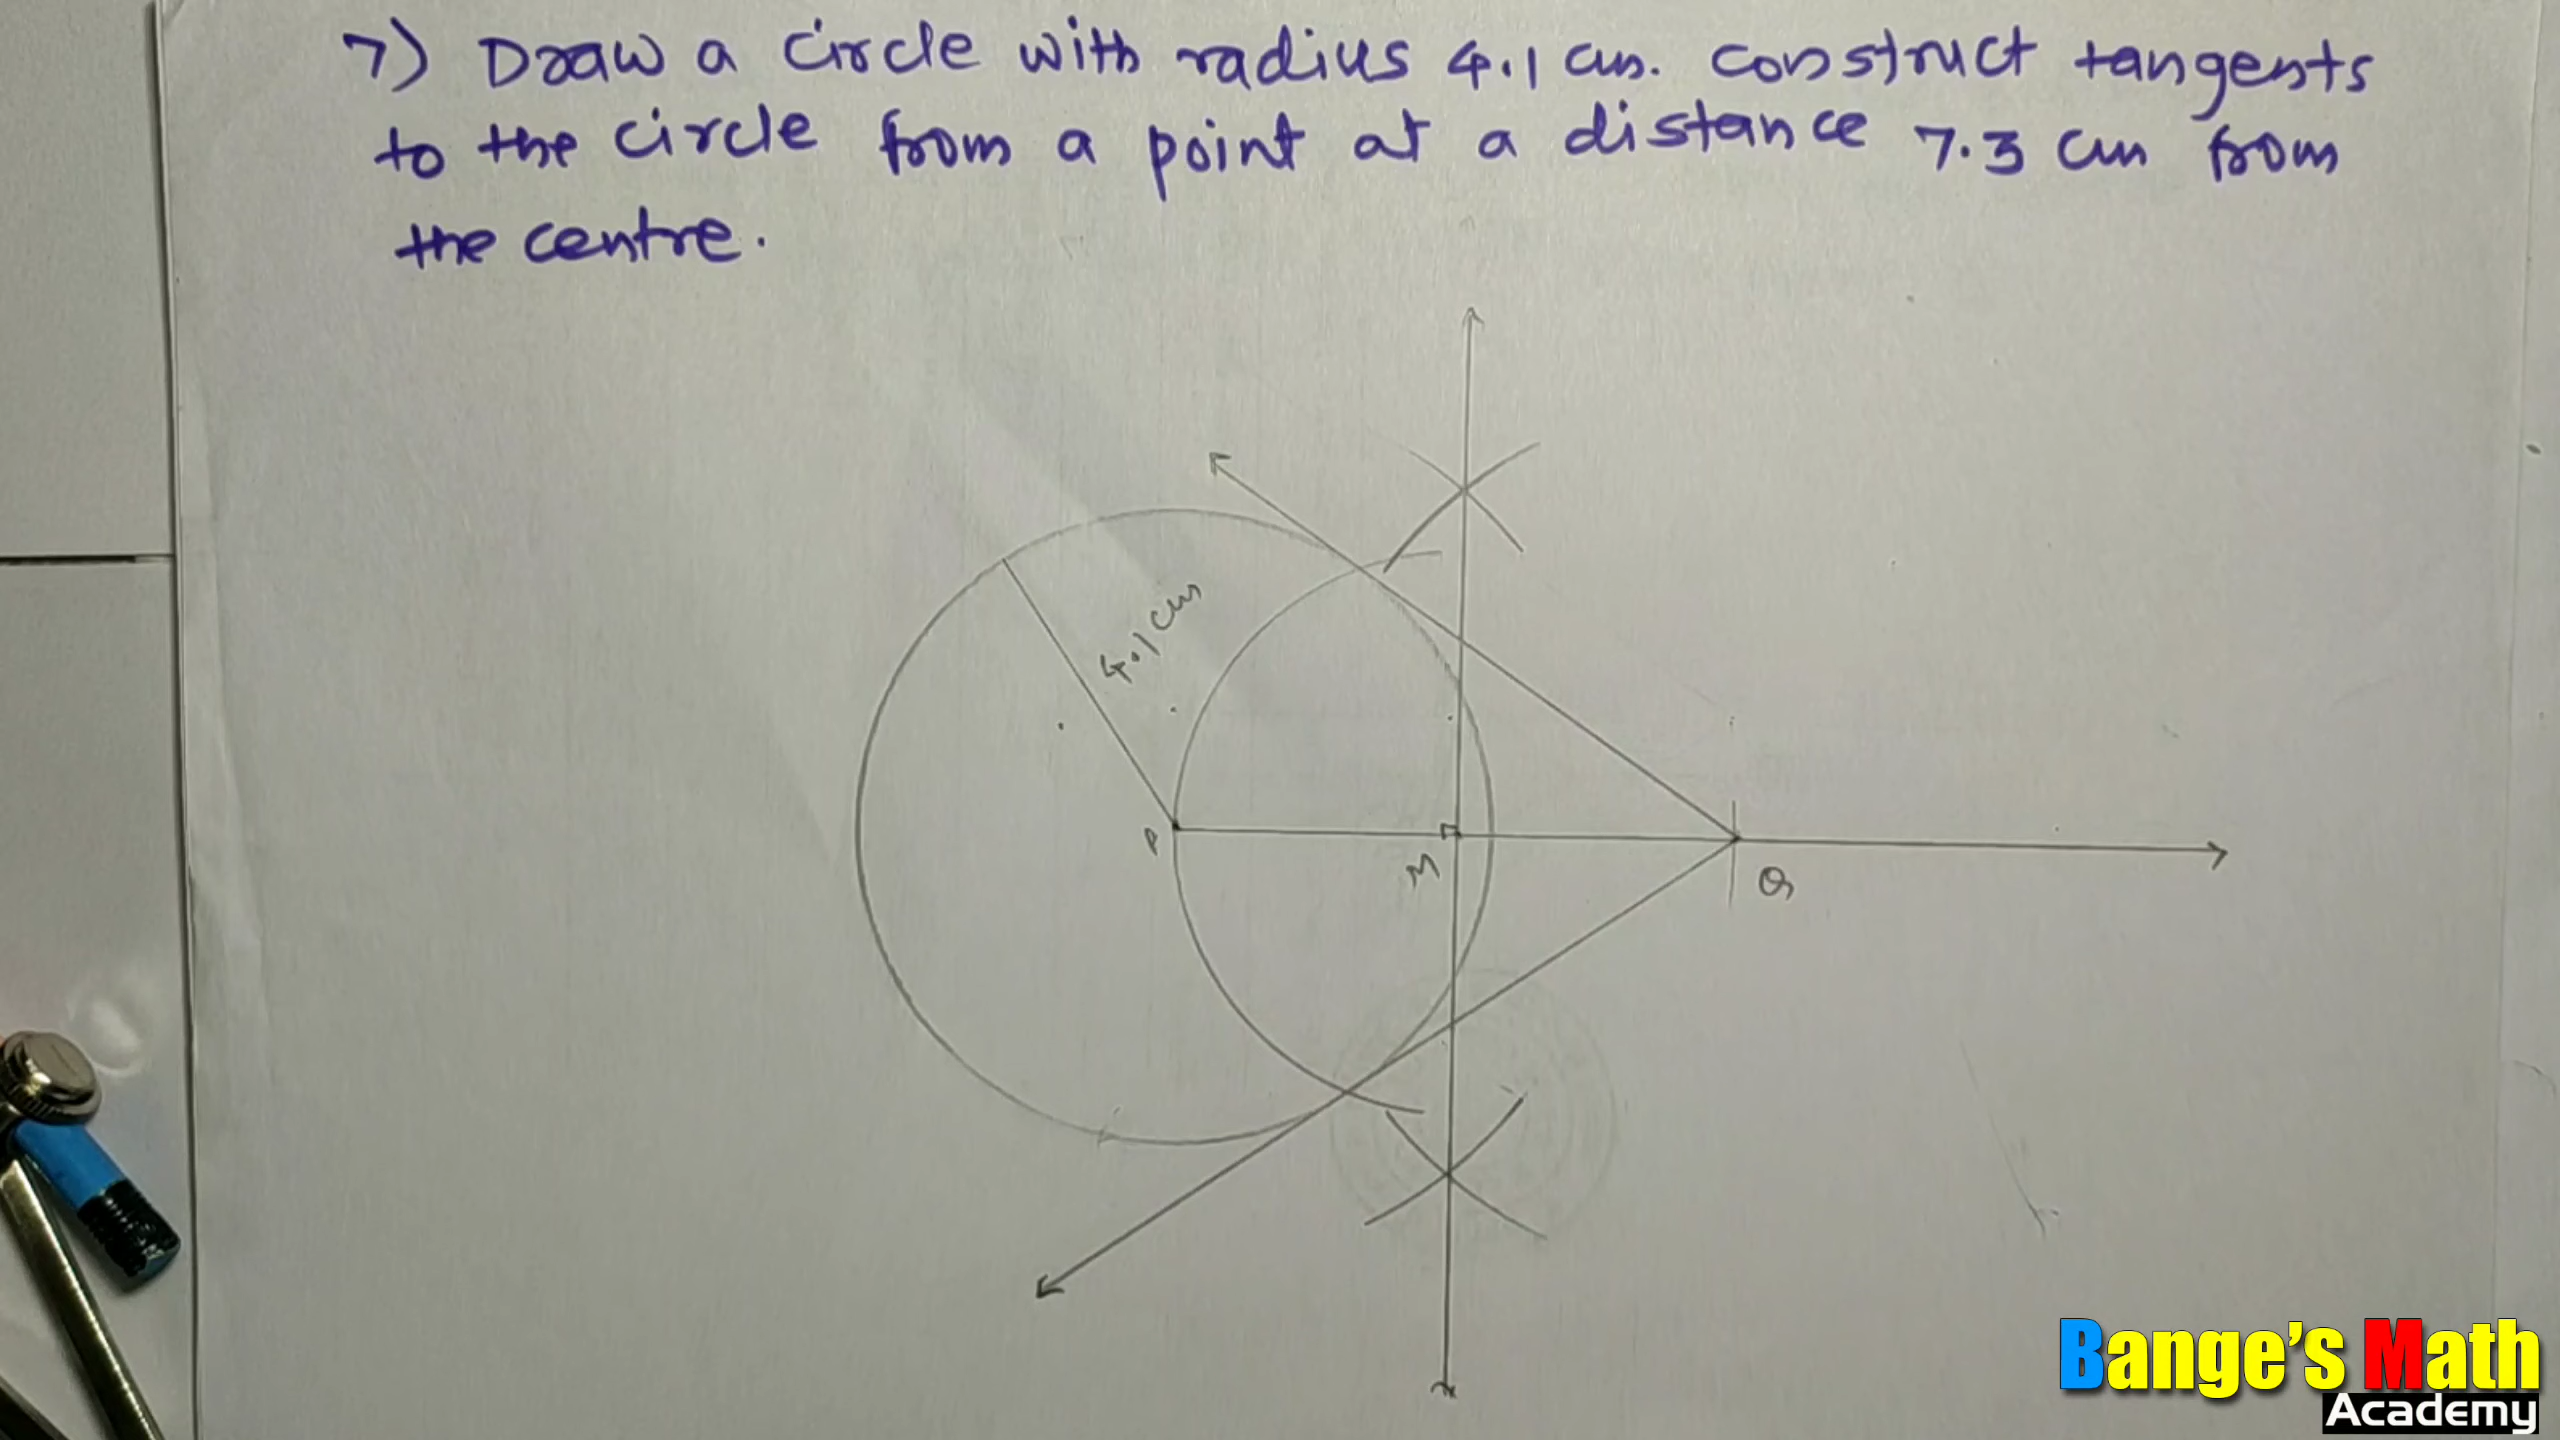 7) Draw a circle with radius 4.1 cm. construct tangents
to the circle from a point at a distance 7.3 cm from
the centre.
4.1 cm
P
M
Q
Bange's Math
Academy